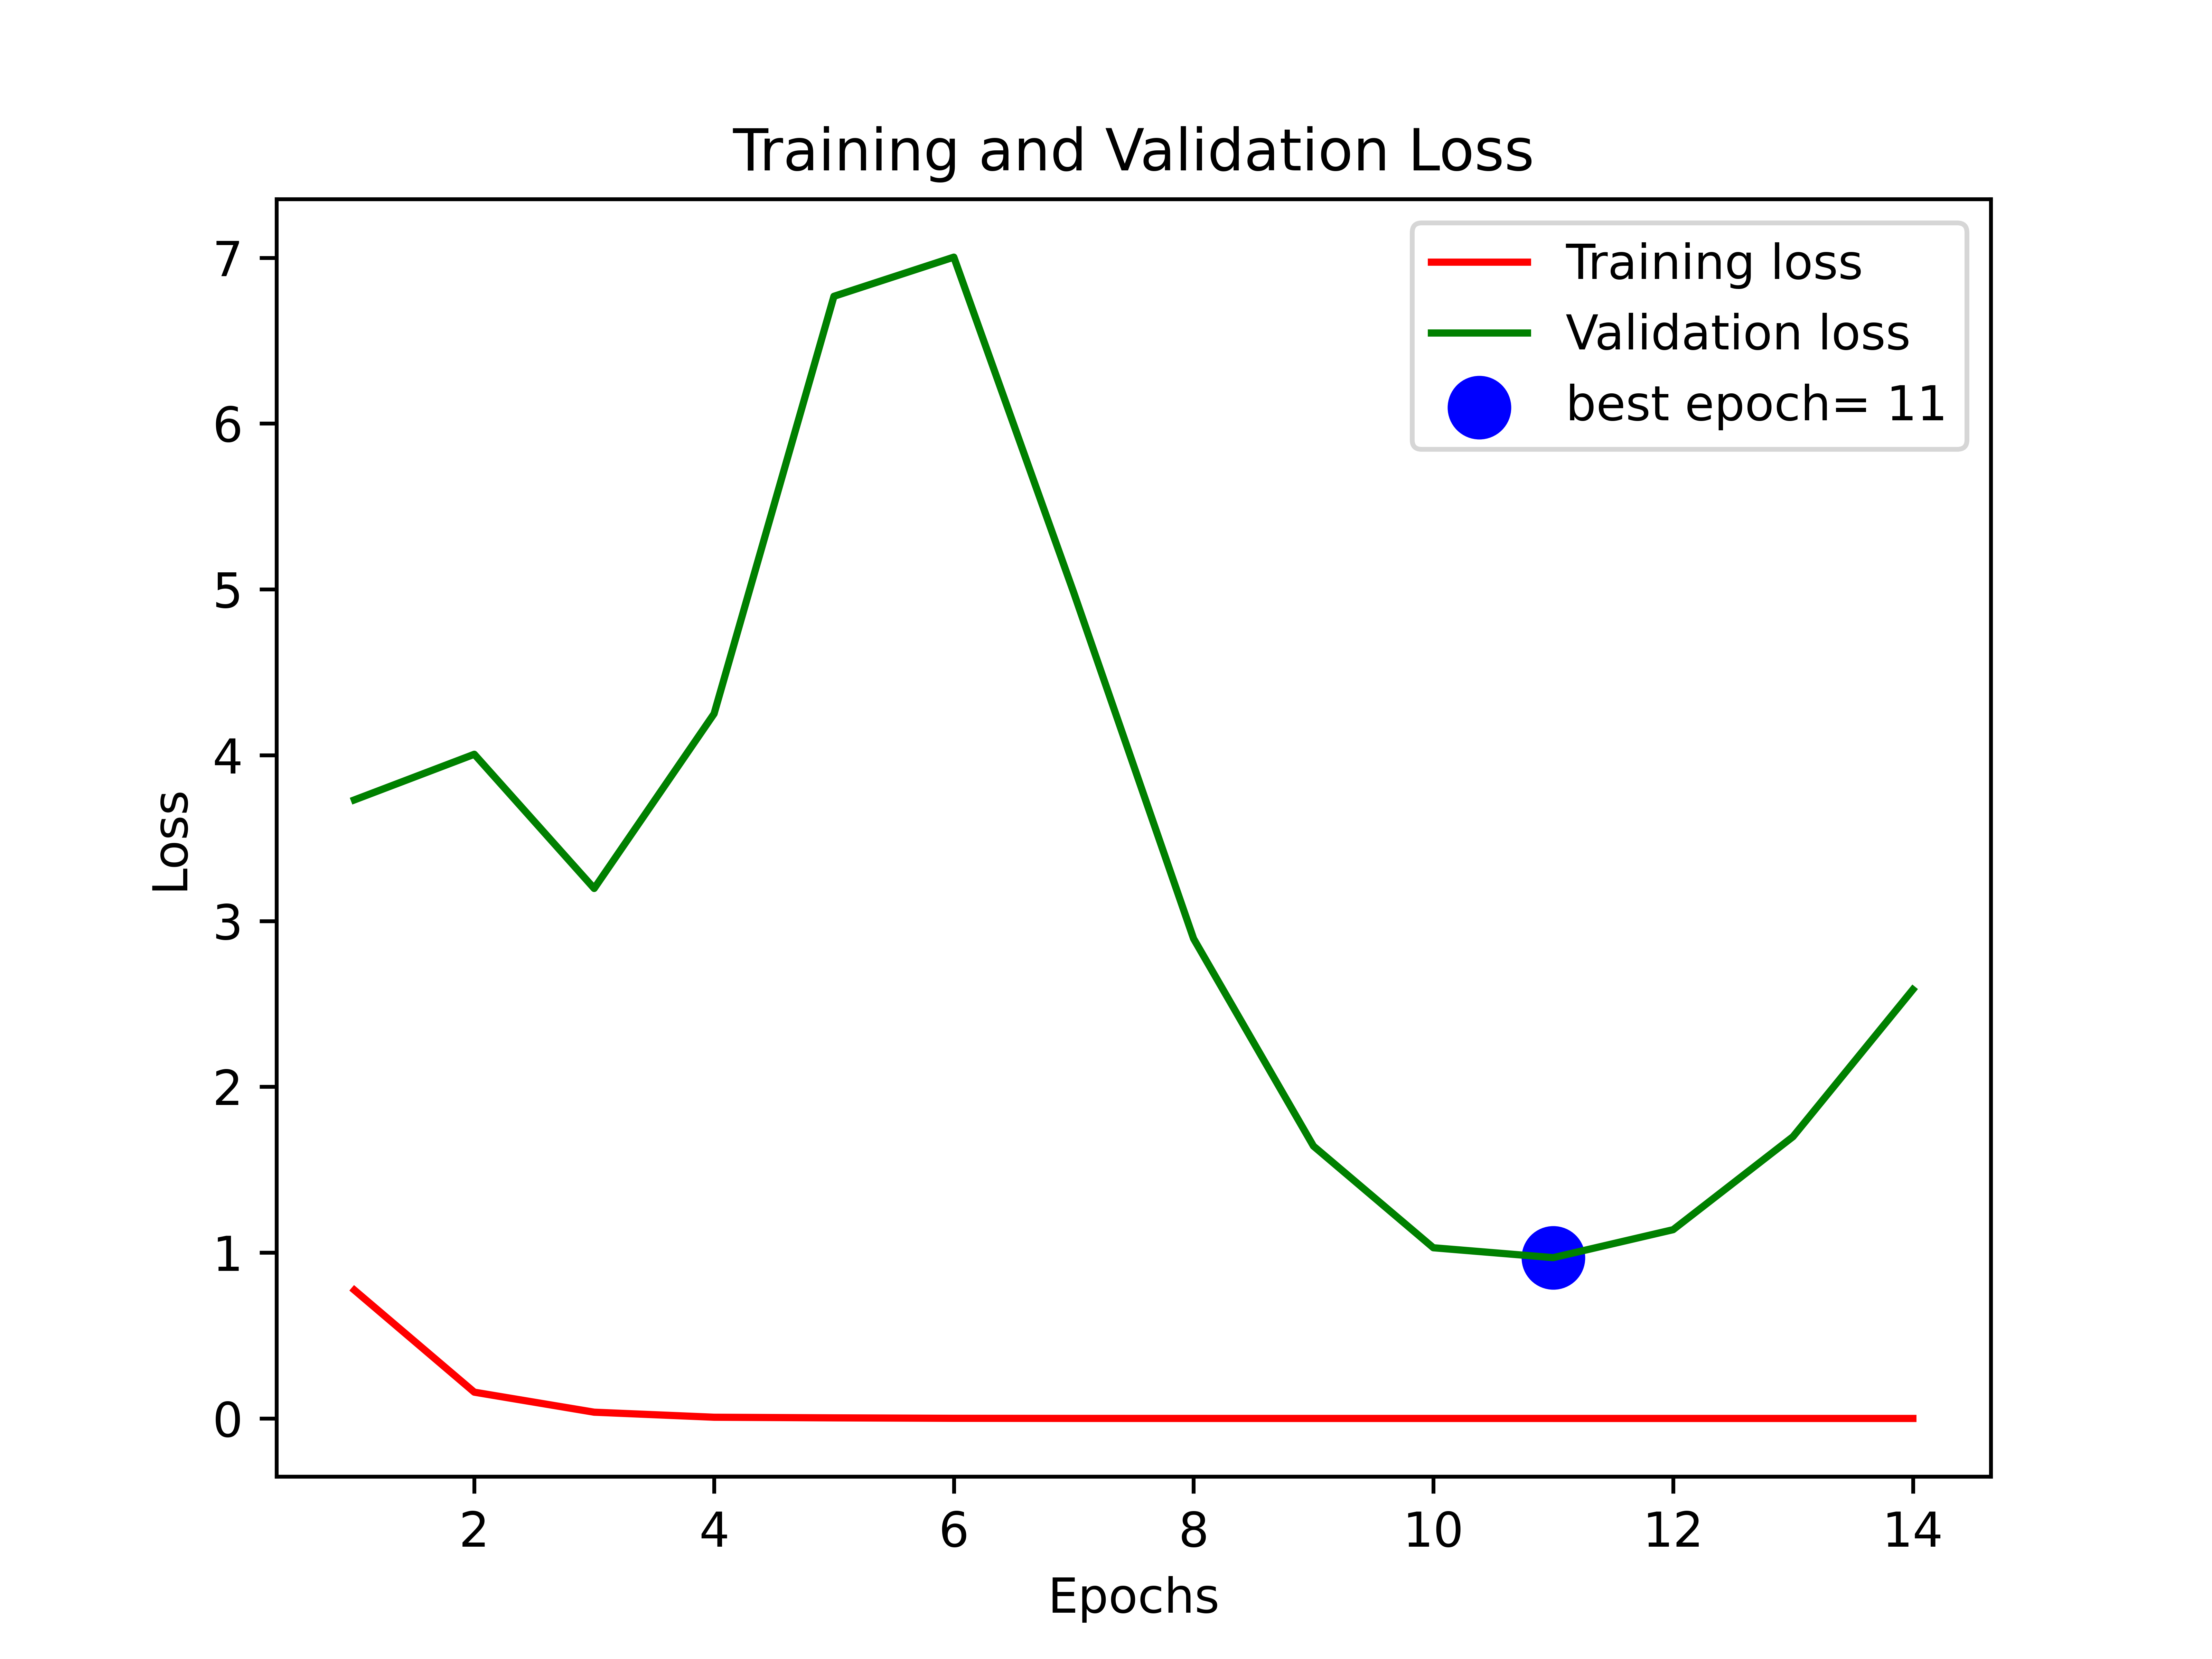 Training and Validation Loss
Training loss
Validation loss
best epoch= 11
7
6
5
4
3
2
1
0
Loss
2 4 6 8 10 12 14
Epochs